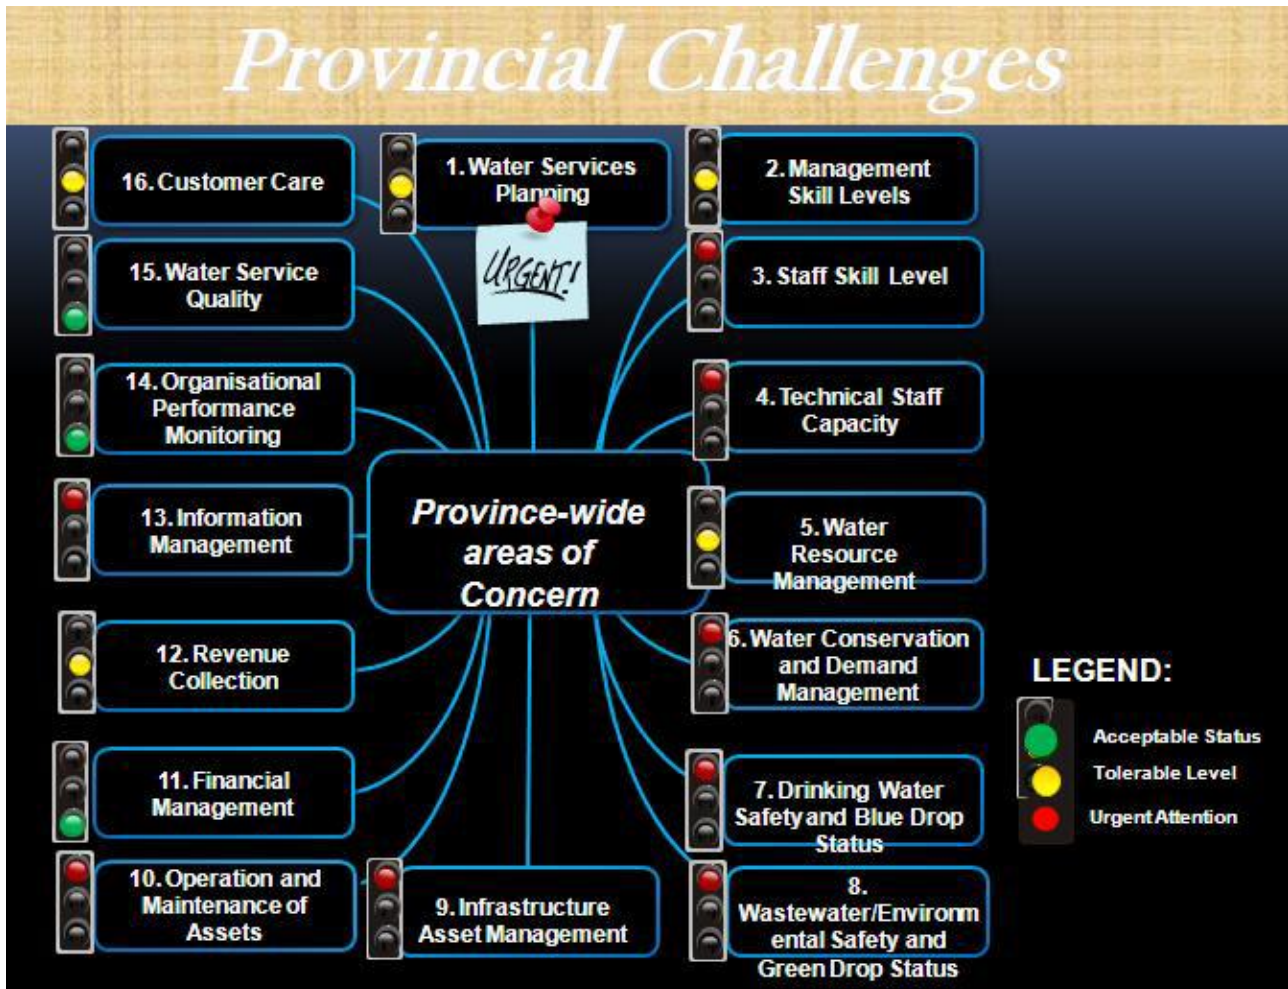 Provincial Challenges
16. Customer Care
1. Water Services
Planning
2. Management
Skill Levels
URGENT!
15. Water Service
Quality
3. Staff Skill Level
14. Organisational
Performance
Monitoring
4. Technical Staff
Capacity
13. Information
Management
Province-wide
areas of
Concern
5. Water
Resource
Management
12. Revenue
Collection
6. Water Conservation
and Demand
Management
11. Financial
Management
7. Drinking Water
Safety and Blue Drop
Status
10. Operation and
Maintenance of
Assets
9. Infrastructure
Asset Management
8.
Wastewater/Environm
ental Safety and
Green Drop Status
LEGEND:
Acceptable Status
Tolerable Level
Urgent Attention